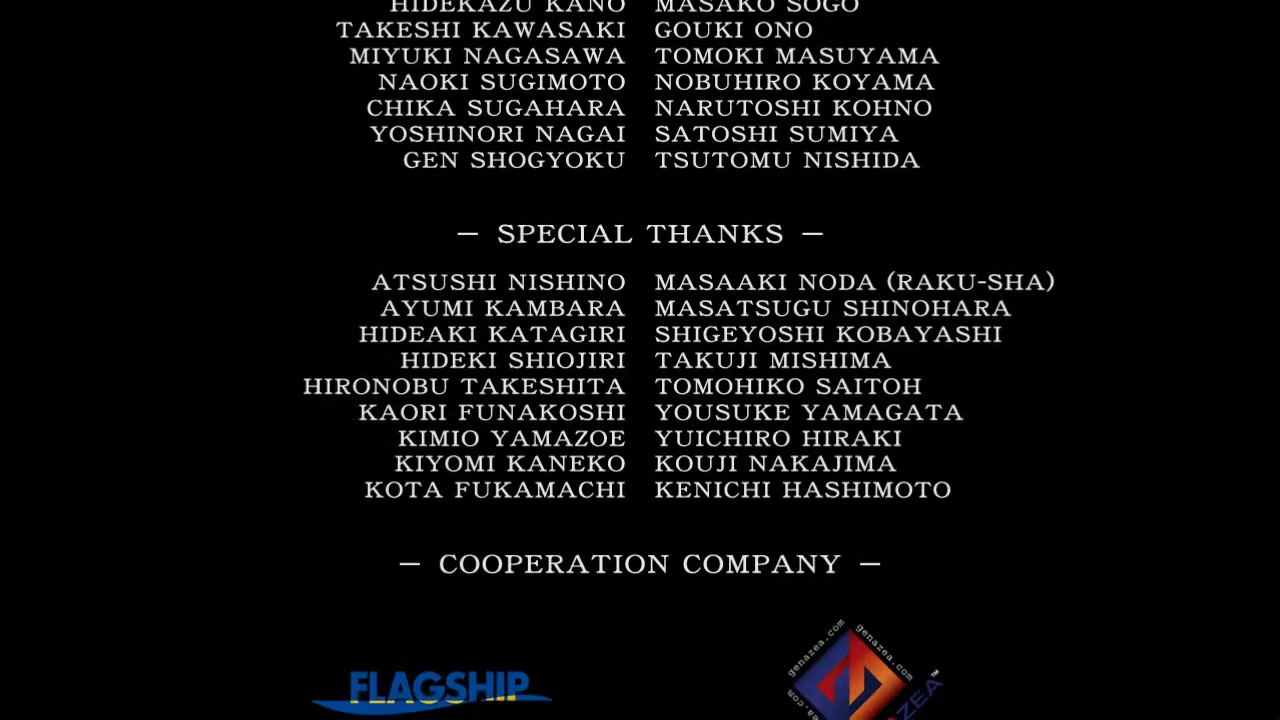 HIDEKAZU KANO MASAKO SOGO
TAKESHI KAWASAKI GOUKI ONO
MIYUKI NAGASAWA TOMOKI MASUYAMA
NAOKI SUGIMOTO NOBUHIRO KOYAMA
CHIKA SUGAHARA NARUTOSHI KOHNO
YOSHINORI NAGAI SATOSHI SUMIYA
GEN SHOGYOKU TSUTOMU NISHIDA
— SPECIAL THANKS —
ATSUSHI NISHINO MASAAKI NODA (RAKU-SHA)
AYUMI KAMBARA MASATSUGU SHINOHARA
HIDEAKI KATAGIRI SHIGEYOSHI KOBAYASHI
HIDEKI SHIOJIRI TAKUJI MISHIMA
HIRONOBU TAKESHITA TOMOHIKO SAITOH
KAORI FUNAKOSHI YOUSUKE YAMAGATA
KIMIO YAMAZOE YUICHIRO HIRAKI
KIYOMI KANEKO KOUJI NAKAJIMA
KOTA FUKAMACHI KENICHI HASHIMOTO
— COOPERATION COMPANY —
genazea.com genazea.com
FLAGSHIP